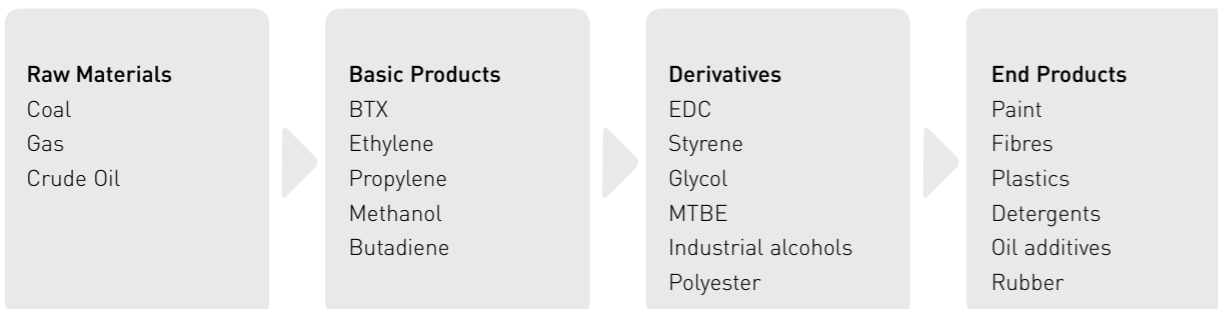 Raw Materials
Coal
Gas
Crude Oil
Basic Products
BTX
Ethylene
Propylene
Methanol
Butadiene
Derivatives
EDC
Styrene
Glycol
MTBE
Industrial alcohols
Polyester
End Products
Paint
Fibres
Plastics
Detergents
Oil additives
Rubber